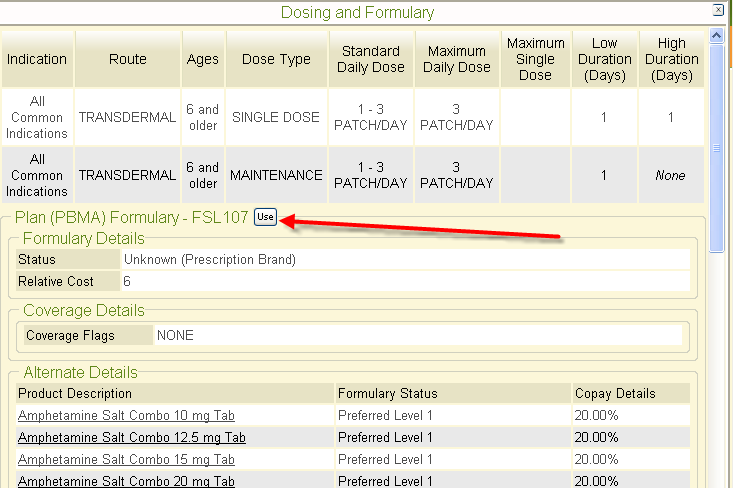 Dosing and Formulary
Indication Route Ages Dose Type Standard Daily Dose Maximum Daily Dose Maximum Single Dose Low Duration (Days) High Duration (Days)
All Common Indications TRANSDERMAL 6 and older SINGLE DOSE 1 - 3 PATCH/DAY 3 PATCH/DAY 1 1
All Common Indications TRANSDERMAL 6 and older MAINTENANCE 1 - 3 PATCH/DAY 3 PATCH/DAY 1 None
Plan (PBMA) Formulary - FSL107 Use
Formulary Details
Status Unknown (Prescription Brand)
Relative Cost 6
Coverage Details
Coverage Flags NONE
Alternate Details
Product Description Formulary Status Copay Details
Amphetamine Salt Combo 10 mg Tab Preferred Level 1 20.00%
Amphetamine Salt Combo 12.5 mg Tab Preferred Level 1 20.00%
Amphetamine Salt Combo 15 mg Tab Preferred Level 1 20.00%
Amphetamine Salt Combo 20 mg Tab Preferred Level 1 20.00%